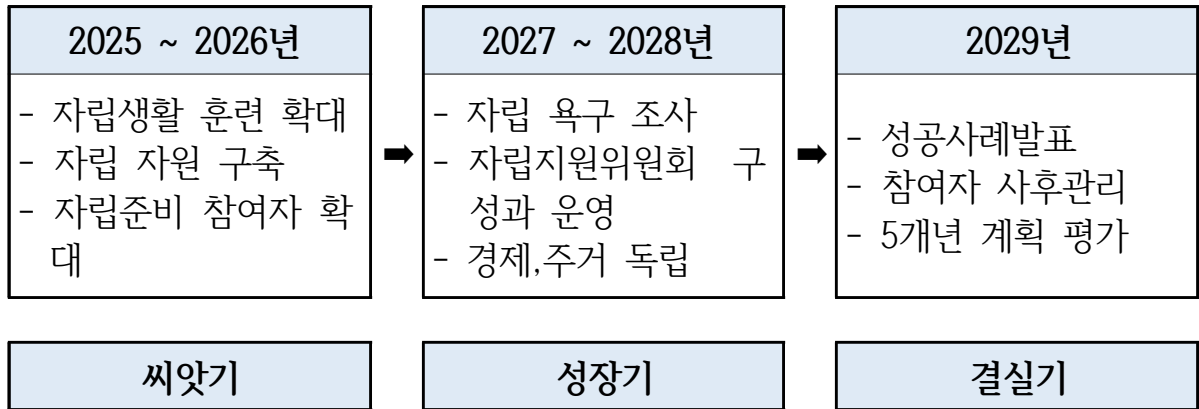 2025 ~ 2026년
- 자립생활 훈련 확대
- 자립 자원 구축
- 자립준비 참여자 확
대
➡
2027 ~ 2028년
- 자립 욕구 조사
- 자립지원위원회 구
성과 운영
- 경제,주거 독립
➡
2029년
- 성공사례발표
- 참여자 사후관리
- 5개년 계획 평가
씨앗기
성장기
결실기